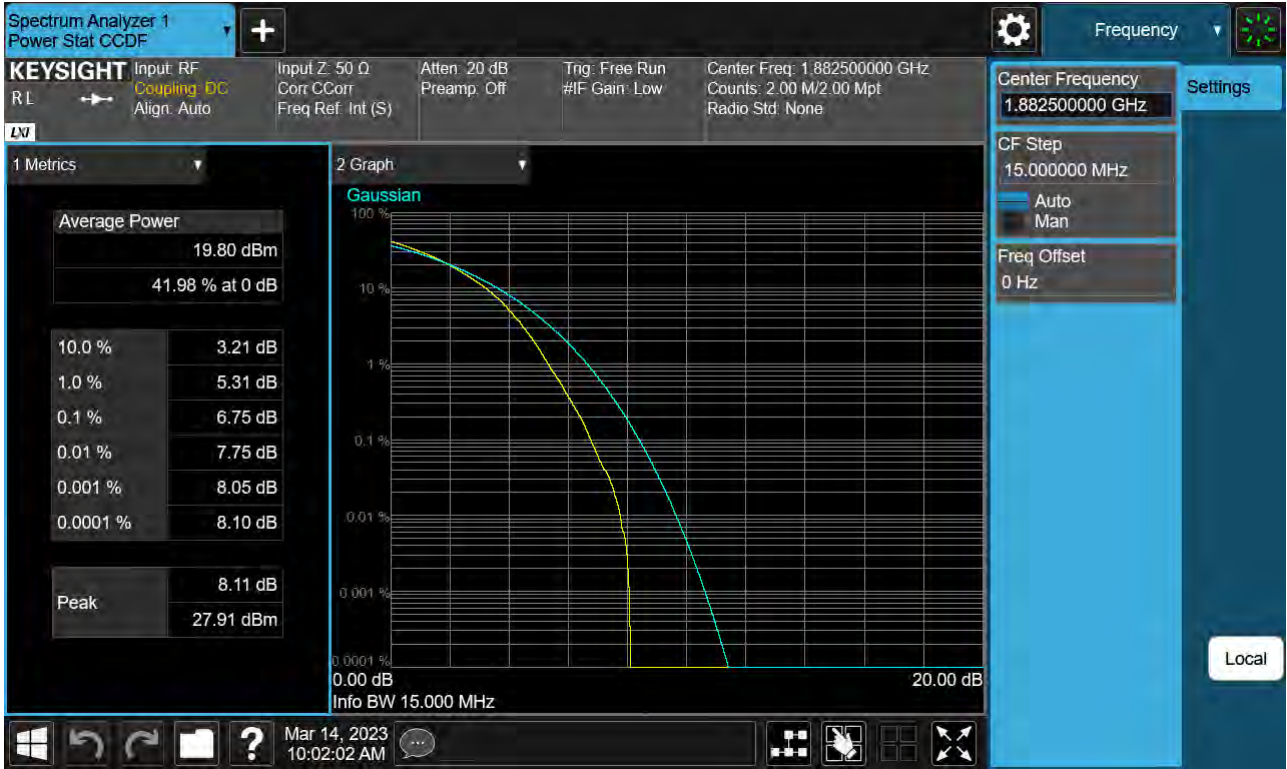 Spectrum Analyzer 1
Power Stat CCDF
Frequency
KEYSIGHT
R L
LXI
Input: RF
Coupling: DC
Align: Auto
Input Z: 50 Ω
Corr CCorr
Freq Ref: Int (S)
Atten: 20 dB
Preamp: Off
Trig: Free Run
#IF Gain: Low
Center Freq: 1.882500000 GHz
Counts: 2.00 M/2.00 Mpt
Radio Std: None
Center Frequency
1.882500000 GHz
Settings
CF Step
15.000000 MHz
Auto
Man
Freq Offset
0 Hz
Local
1 Metrics
Average Power
19.80 dBm
41.98 % at 0 dB
10.0 % 3.21 dB
1.0 % 5.31 dB
0.1 % 6.75 dB
0.01 % 7.75 dB
0.001 % 8.05 dB
0.0001 % 8.10 dB
Peak
8.11 dB
27.91 dBm
2 Graph
Gaussian
100 %
10 %
1 %
0.1 %
0.01 %
0.001 %
0.0001 %
0.00 dB 20.00 dB
Info BW 15.000 MHz
?
Mar 14, 2023
10:02:02 AM